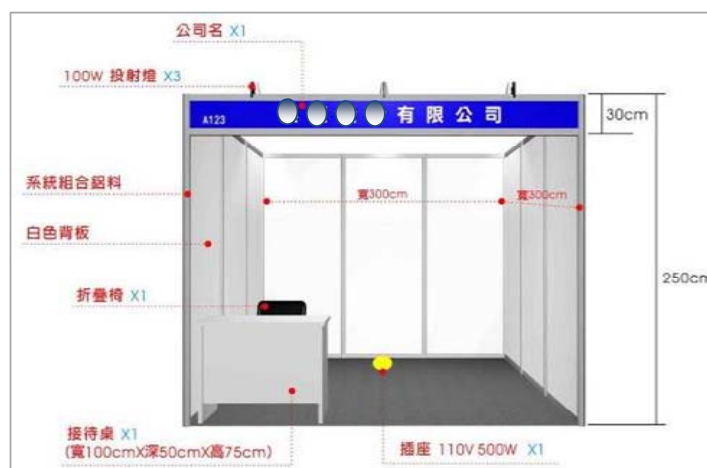 公司名 X1
100W 投射燈 X3
A123
有限公司
30cm
系統組合鋁料
寬300cm
寬300cm
白色背板
250cm
折疊椅 X1
接待桌 X1
(寬100cmX深50cmX高75cm)
插座 110V 500W X1